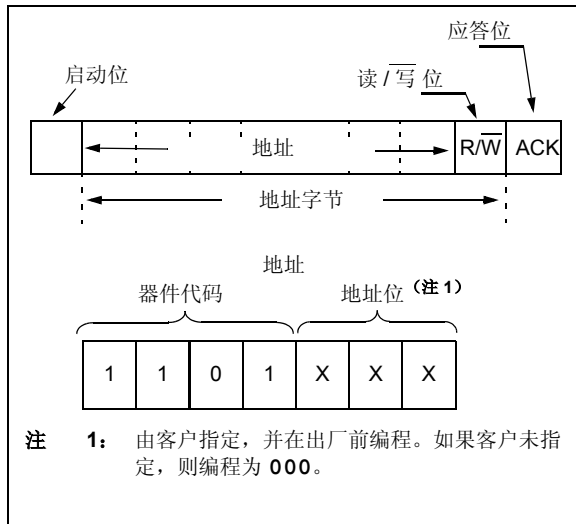 应答位
启动位
读 / 写 位
地址
R/W
ACK
地址字节
地址
器件代码
地址位 (注 1)
1 1 0 1 X X X
注 1： 由客户指定，并在出厂前编程。如果客户未指
定，则编程为 000。